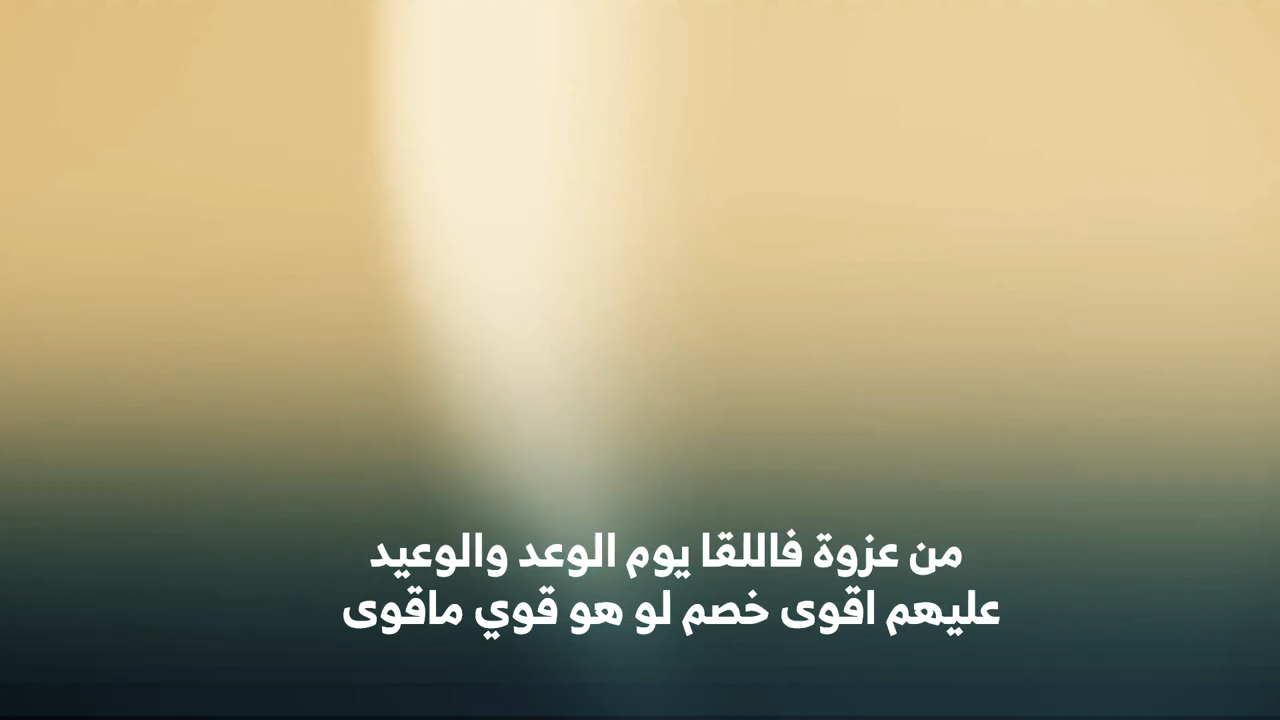 من عزوة فاللقا يوم الوعد والوعيد
عليهم اقوى خصم لو هو قوي ماقوى